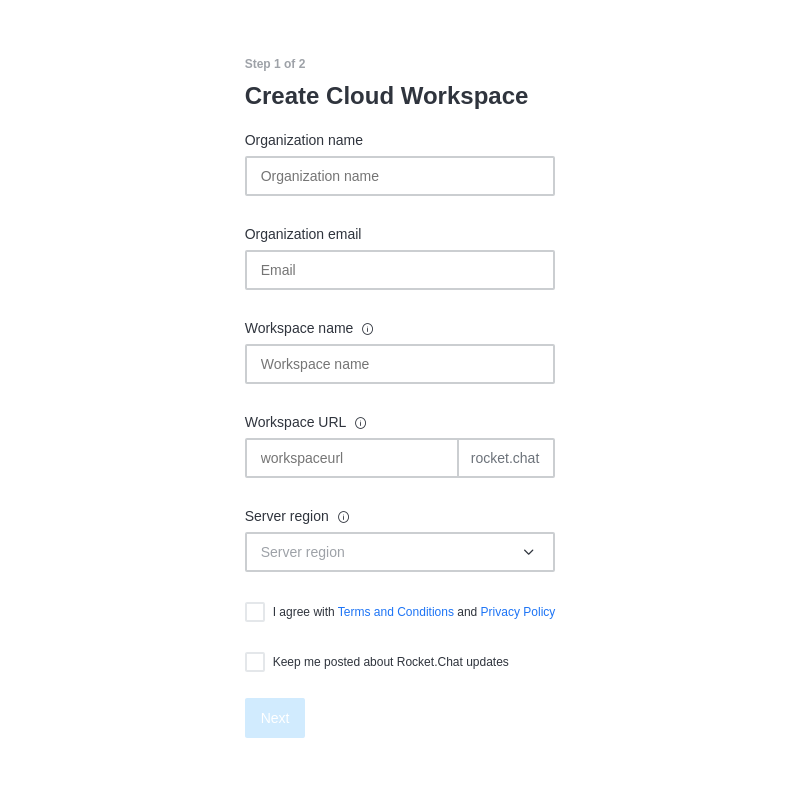 Step 1 of 2
Create Cloud Workspace
Organization name
Organization name
Organization email
Email
Workspace name
Workspace name
Workspace URL
workspaceurl rocket.chat
Server region
Server region
I agree with Terms and Conditions and Privacy Policy
Keep me posted about Rocket.Chat updates
Next